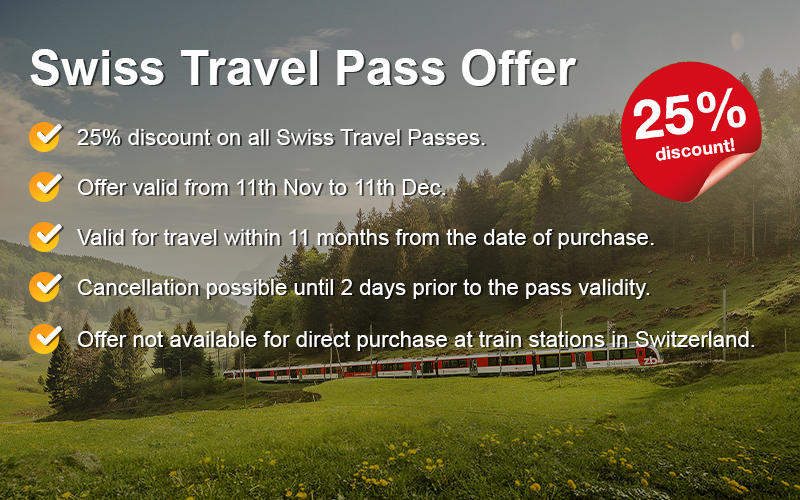 Swiss Travel Pass Offer
25% discount on all Swiss Travel Passes.
Offer valid from 11th Nov to 11th Dec.
Valid for travel within 11 months from the date of purchase.
Cancellation possible until 2 days prior to the pass validity.
Offer not available for direct purchase at train stations in Switzerland.
25%
discount!
zb